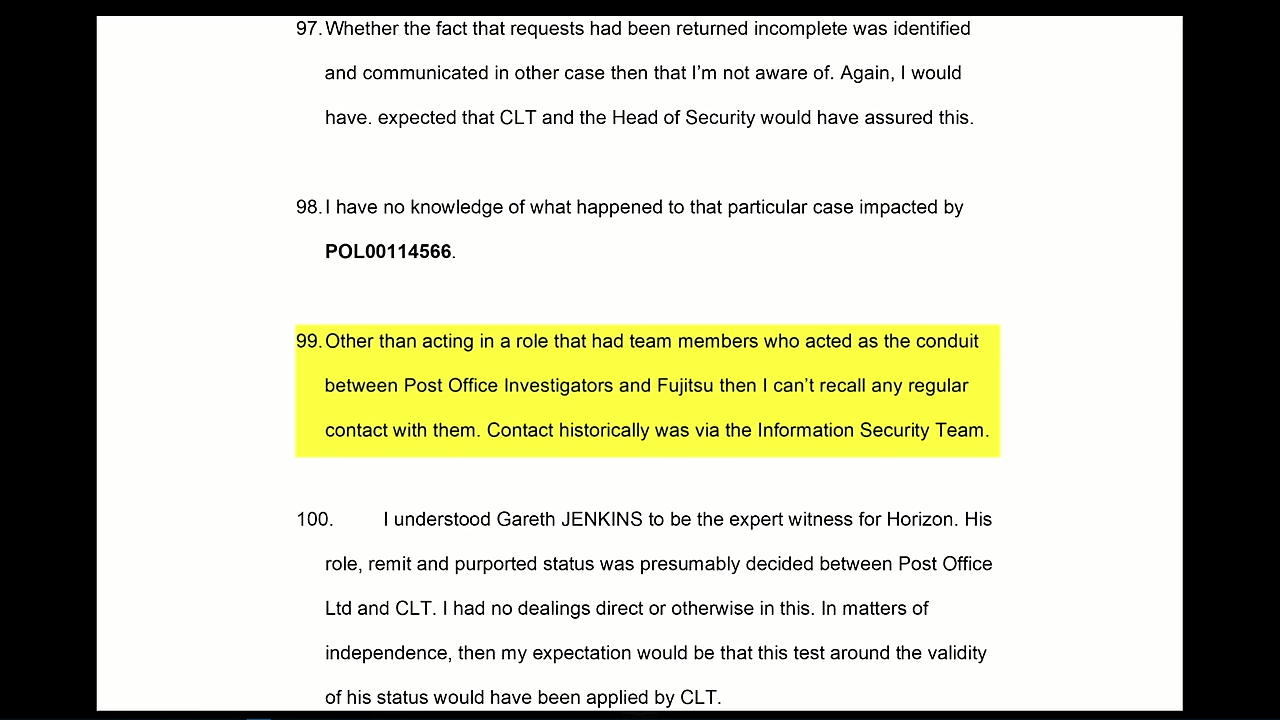 97. Whether the fact that requests had been returned incomplete was identified
and communicated in other case then that I'm not aware of. Again, I would
have. expected that CLT and the Head of Security would have assured this.
98. I have no knowledge of what happened to that particular case impacted by
POL00114566.
99. Other than acting in a role that had team members who acted as the conduit
between Post Office Investigators and Fujitsu then I can't recall any regular
contact with them. Contact historically was via the Information Security Team.
100. I understood Gareth JENKINS to be the expert witness for Horizon. His
role, remit and purported status was presumably decided between Post Office
Ltd and CLT. I had no dealings direct or otherwise in this. In matters of
independence, then my expectation would be that this test around the validity
of his status would have been applied by CLT.